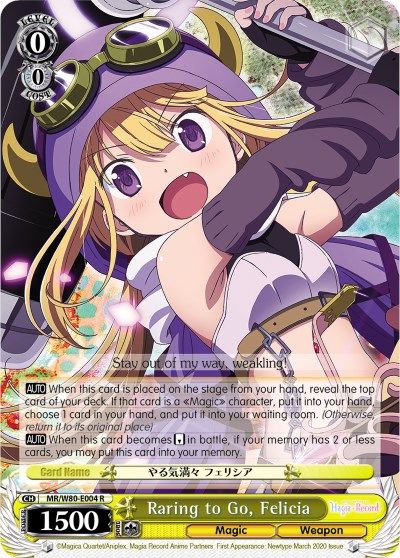 LEVEL
0
0
COST
Stay out of my way, weakling!
AUTO When this card is placed on the stage from your hand, reveal the top
card of your deck. If that card is a «Magic» character, put it into your hand,
choose 1 card in your hand, and put it into your waiting room. (Otherwise,
return it to its original place)
AUTO When this card becomes in battle, if your memory has 2 or less
cards, you may put this card into your memory.
Card Name
やる気満々 フェリシア
CH MR/W80-E004 R
Raring to Go, Felicia
Magia Record
POWER
1500
SOUL
Magic Weapon
©Magica Quartet/Aniplex, Magia Record Anime Partners First Appearance: Newtype March 2020 Issue